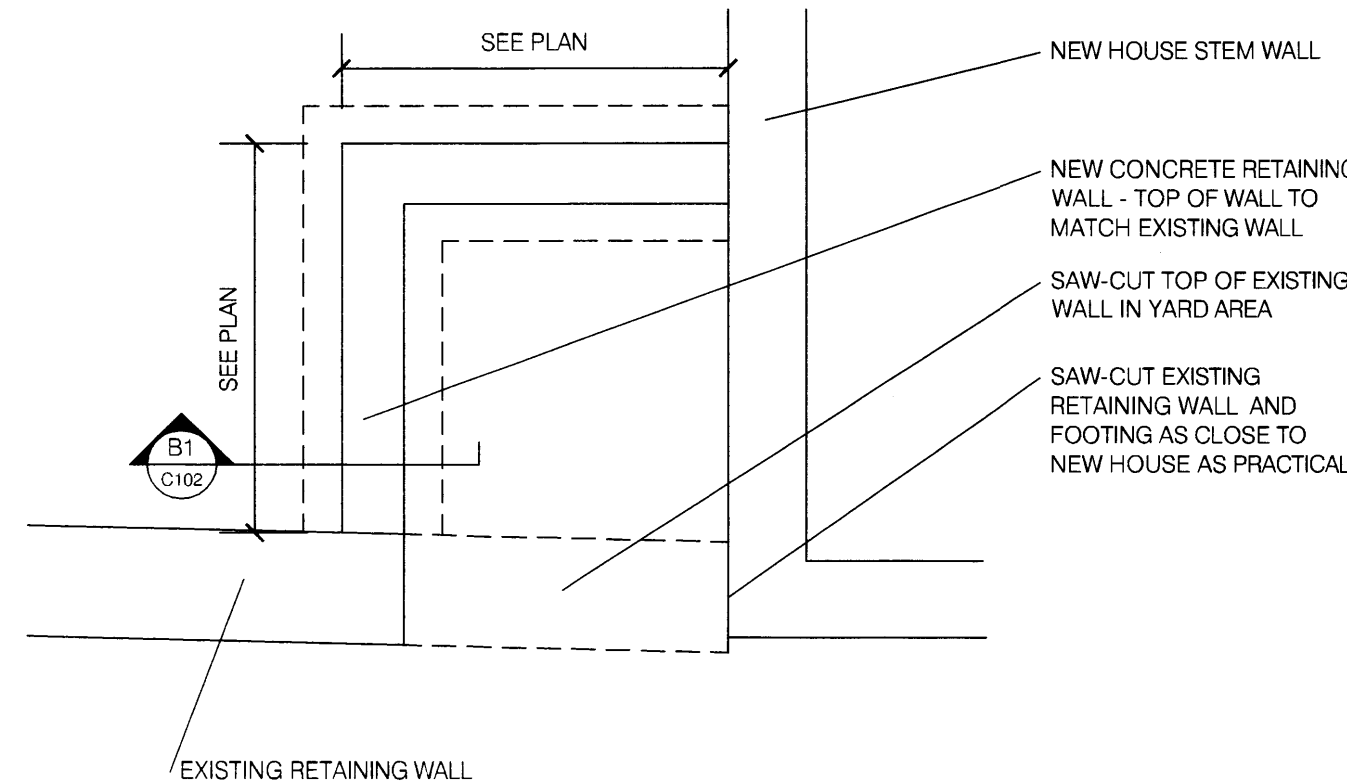 SEE PLAN
NEW HOUSE STEM WALL
NEW CONCRETE RETAINING
WALL - TOP OF WALL TO
MATCH EXISTING WALL
SAW-CUT TOP OF EXISTING
WALL IN YARD AREA
SEE PLAN
SAW-CUT EXISTING
RETAINING WALL AND
FOOTING AS CLOSE TO
NEW HOUSE AS PRACTICAL
B1
C102
EXISTING RETAINING WALL